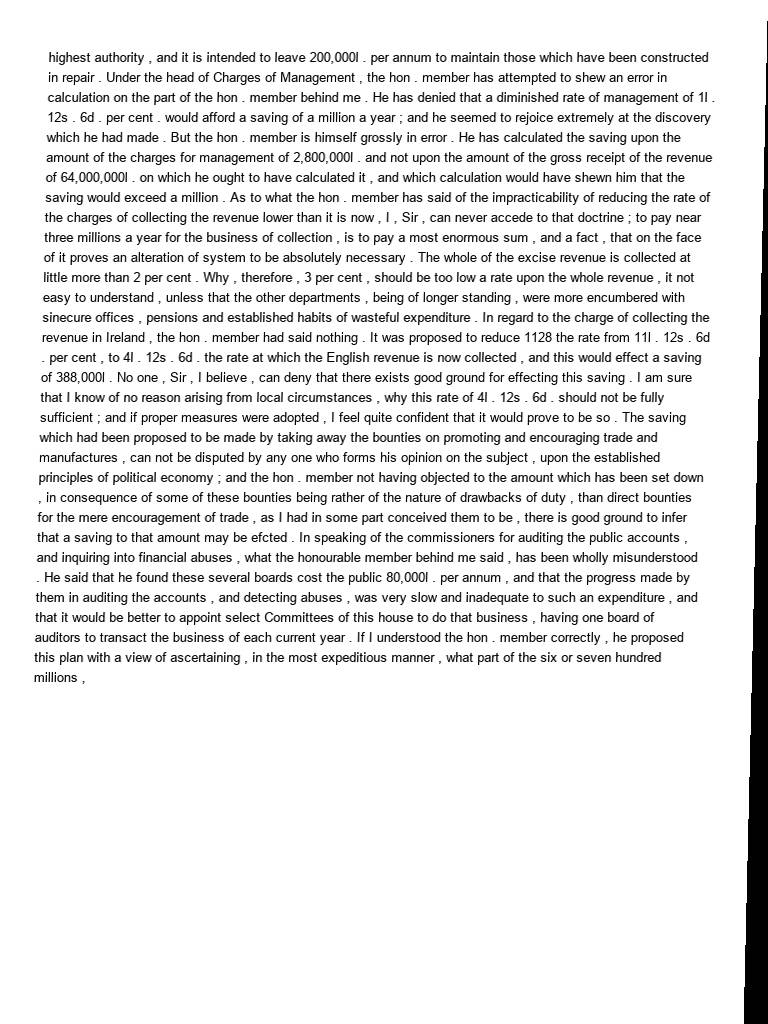 highest authority , and it is intended to leave 200,000l . per annum to maintain those which have been constructed
in repair . Under the head of Charges of Management , the hon . member has attempted to shew an error in
calculation on the part of the hon . member behind me . He has denied that a diminished rate of management of 1l .
12s . 6d . per cent . would afford a saving of a million a year ; and he seemed to rejoice extremely at the discovery
which he had made . But the hon . member is himself grossly in error . He has calculated the saving upon the
amount of the charges for management of 2,800,000l . and not upon the amount of the gross receipt of the revenue
of 64,000,000l . on which he ought to have calculated it , and which calculation would have shewn him that the
saving would exceed a million . As to what the hon . member has said of the impracticability of reducing the rate of
the charges of collecting the revenue lower than it is now , I , Sir , can never accede to that doctrine ; to pay near
three millions a year for the business of collection , is to pay a most enormous sum , and a fact , that on the face
of it proves an alteration of system to be absolutely necessary . The whole of the excise revenue is collected at
little more than 2 per cent . Why , therefore , 3 per cent , should be too low a rate upon the whole revenue , it not
easy to understand , unless that the other departments , being of longer standing , were more encumbered with
sinecure offices , pensions and established habits of wasteful expenditure . In regard to the charge of collecting the
revenue in Ireland , the hon . member had said nothing . It was proposed to reduce 1128 the rate from 11l . 12s . 6d
. per cent , to 4l . 12s . 6d . the rate at which the English revenue is now collected , and this would effect a saving
of 388,000l . No one , Sir , I believe , can deny that there exists good ground for effecting this saving . I am sure
that I know of no reason arising from local circumstances , why this rate of 4l . 12s . 6d . should not be fully
sufficient ; and if proper measures were adopted , I feel quite confident that it would prove to be so . The saving
which had been proposed to be made by taking away the bounties on promoting and encouraging trade and
manufactures , can not be disputed by any one who forms his opinion on the subject , upon the established
principles of political economy ; and the hon . member not having objected to the amount which has been set down
, in consequence of some of these bounties being rather of the nature of drawbacks of duty , than direct bounties
for the mere encouragement of trade , as I had in some part conceived them to be , there is good ground to infer
that a saving to that amount may be efcted . In speaking of the commissioners for auditing the public accounts ,
and inquiring into financial abuses , what the honourable member behind me said , has been wholly misunderstood
. He said that he found these several boards cost the public 80,000l . per annum , and that the progress made by
them in auditing the accounts , and detecting abuses , was very slow and inadequate to such an expenditure , and
that it would be better to appoint select Committees of this house to do that business , having one board of
auditors to transact the business of each current year . If I understood the hon . member correctly , he proposed
this plan with a view of ascertaining , in the most expeditious manner , what part of the six or seven hundred
millions ,